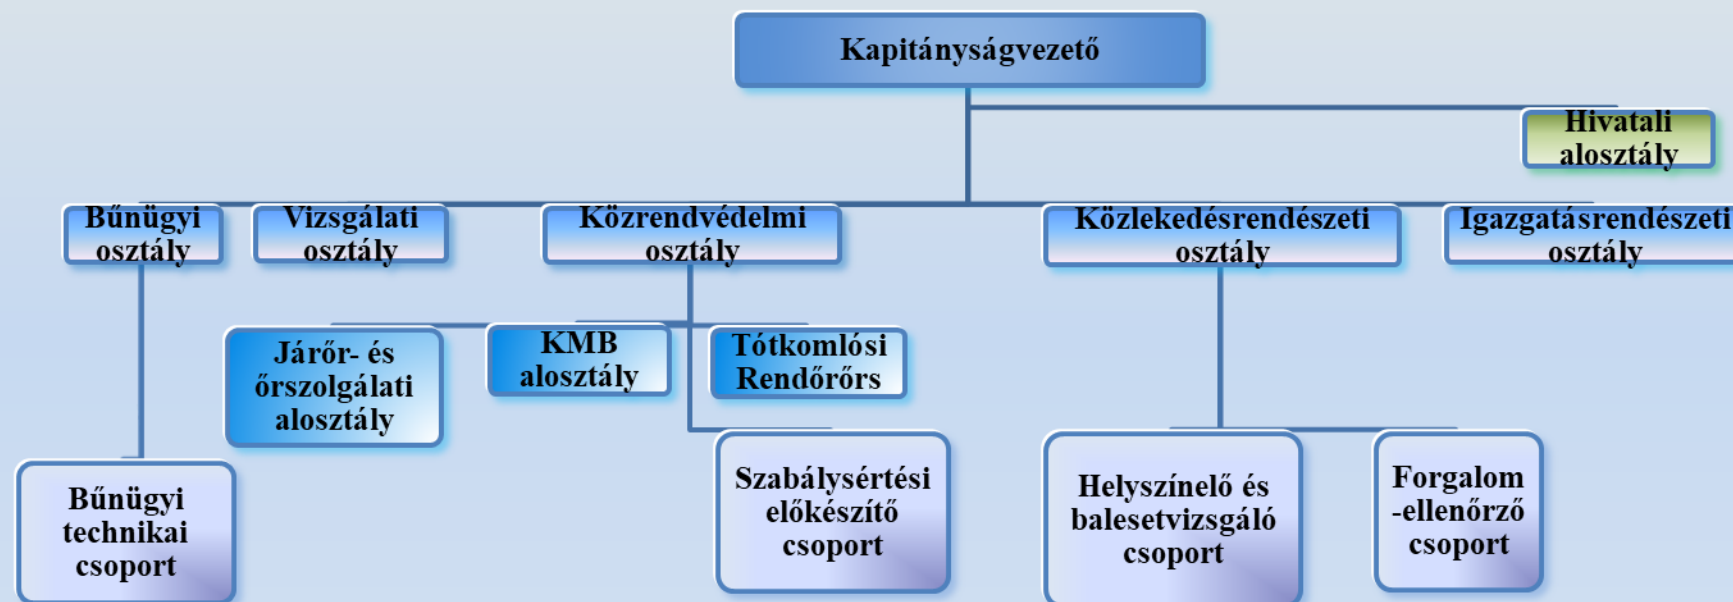 Kapitányságvezető
Hivatali
alosztály
Bűnügyi
osztály
Vizsgálati
osztály
Közrendvédelmi
osztály
Közlekedésrendészeti
osztály
Igazgatásrendészeti
osztály
Járőr- és
őrszolgálati
alosztály
KMB
alosztály
Tótkomlósi
Rendőrőrs
Bűnügyi
technikai
csoport
Szabálysértési
előkészítő
csoport
Helyszínelő és
balesetvizsgáló
csoport
Forgalom
-ellenőrző
csoport